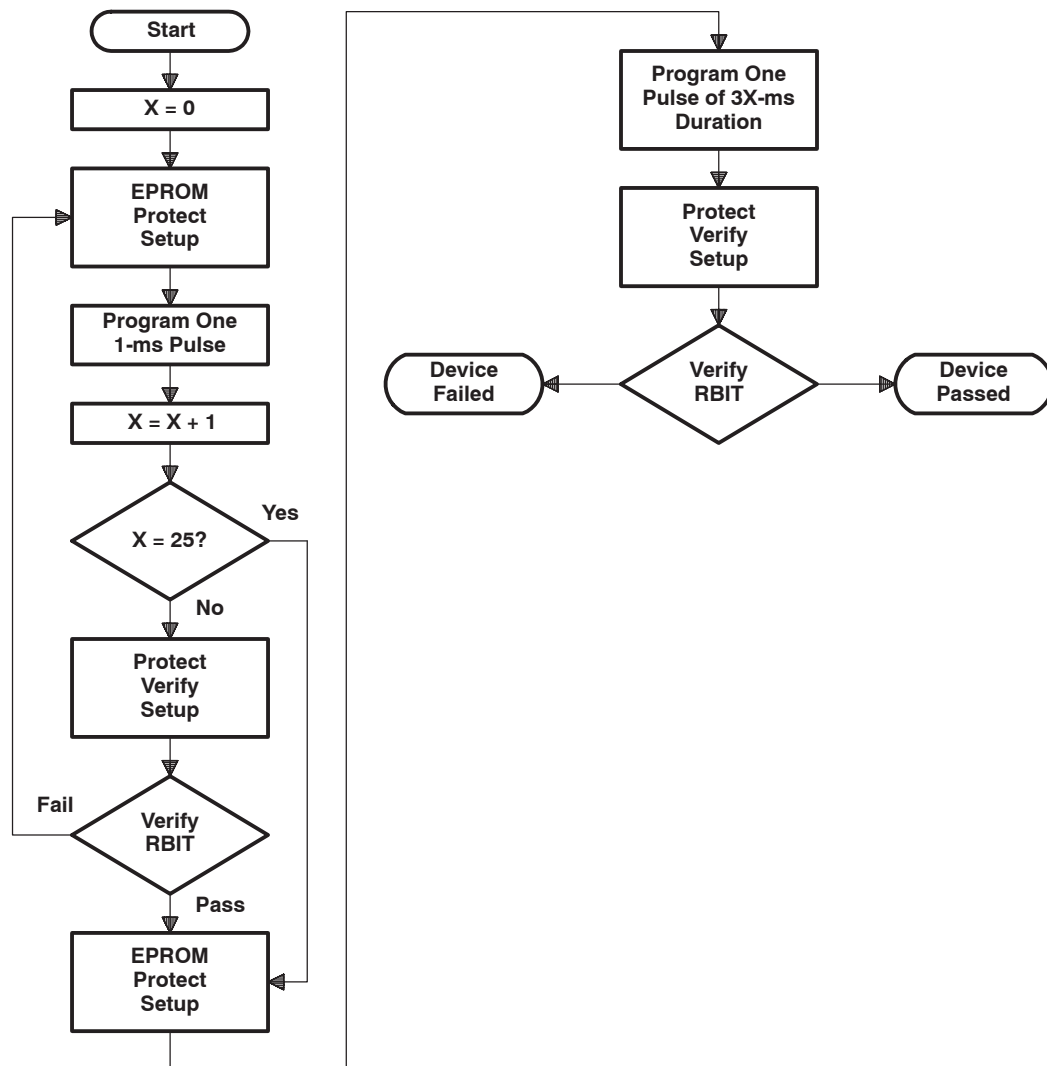 Start
X = 0
EPROM
Protect
Setup
Program One
1-ms Pulse
X = X + 1
X = 25?
Yes
No
Protect
Verify
Setup
Fail
Verify
RBIT
Pass
EPROM
Protect
Setup
Program One
Pulse of 3X-ms
Duration
Protect
Verify
Setup
Device
Failed
Verify
RBIT
Device
Passed